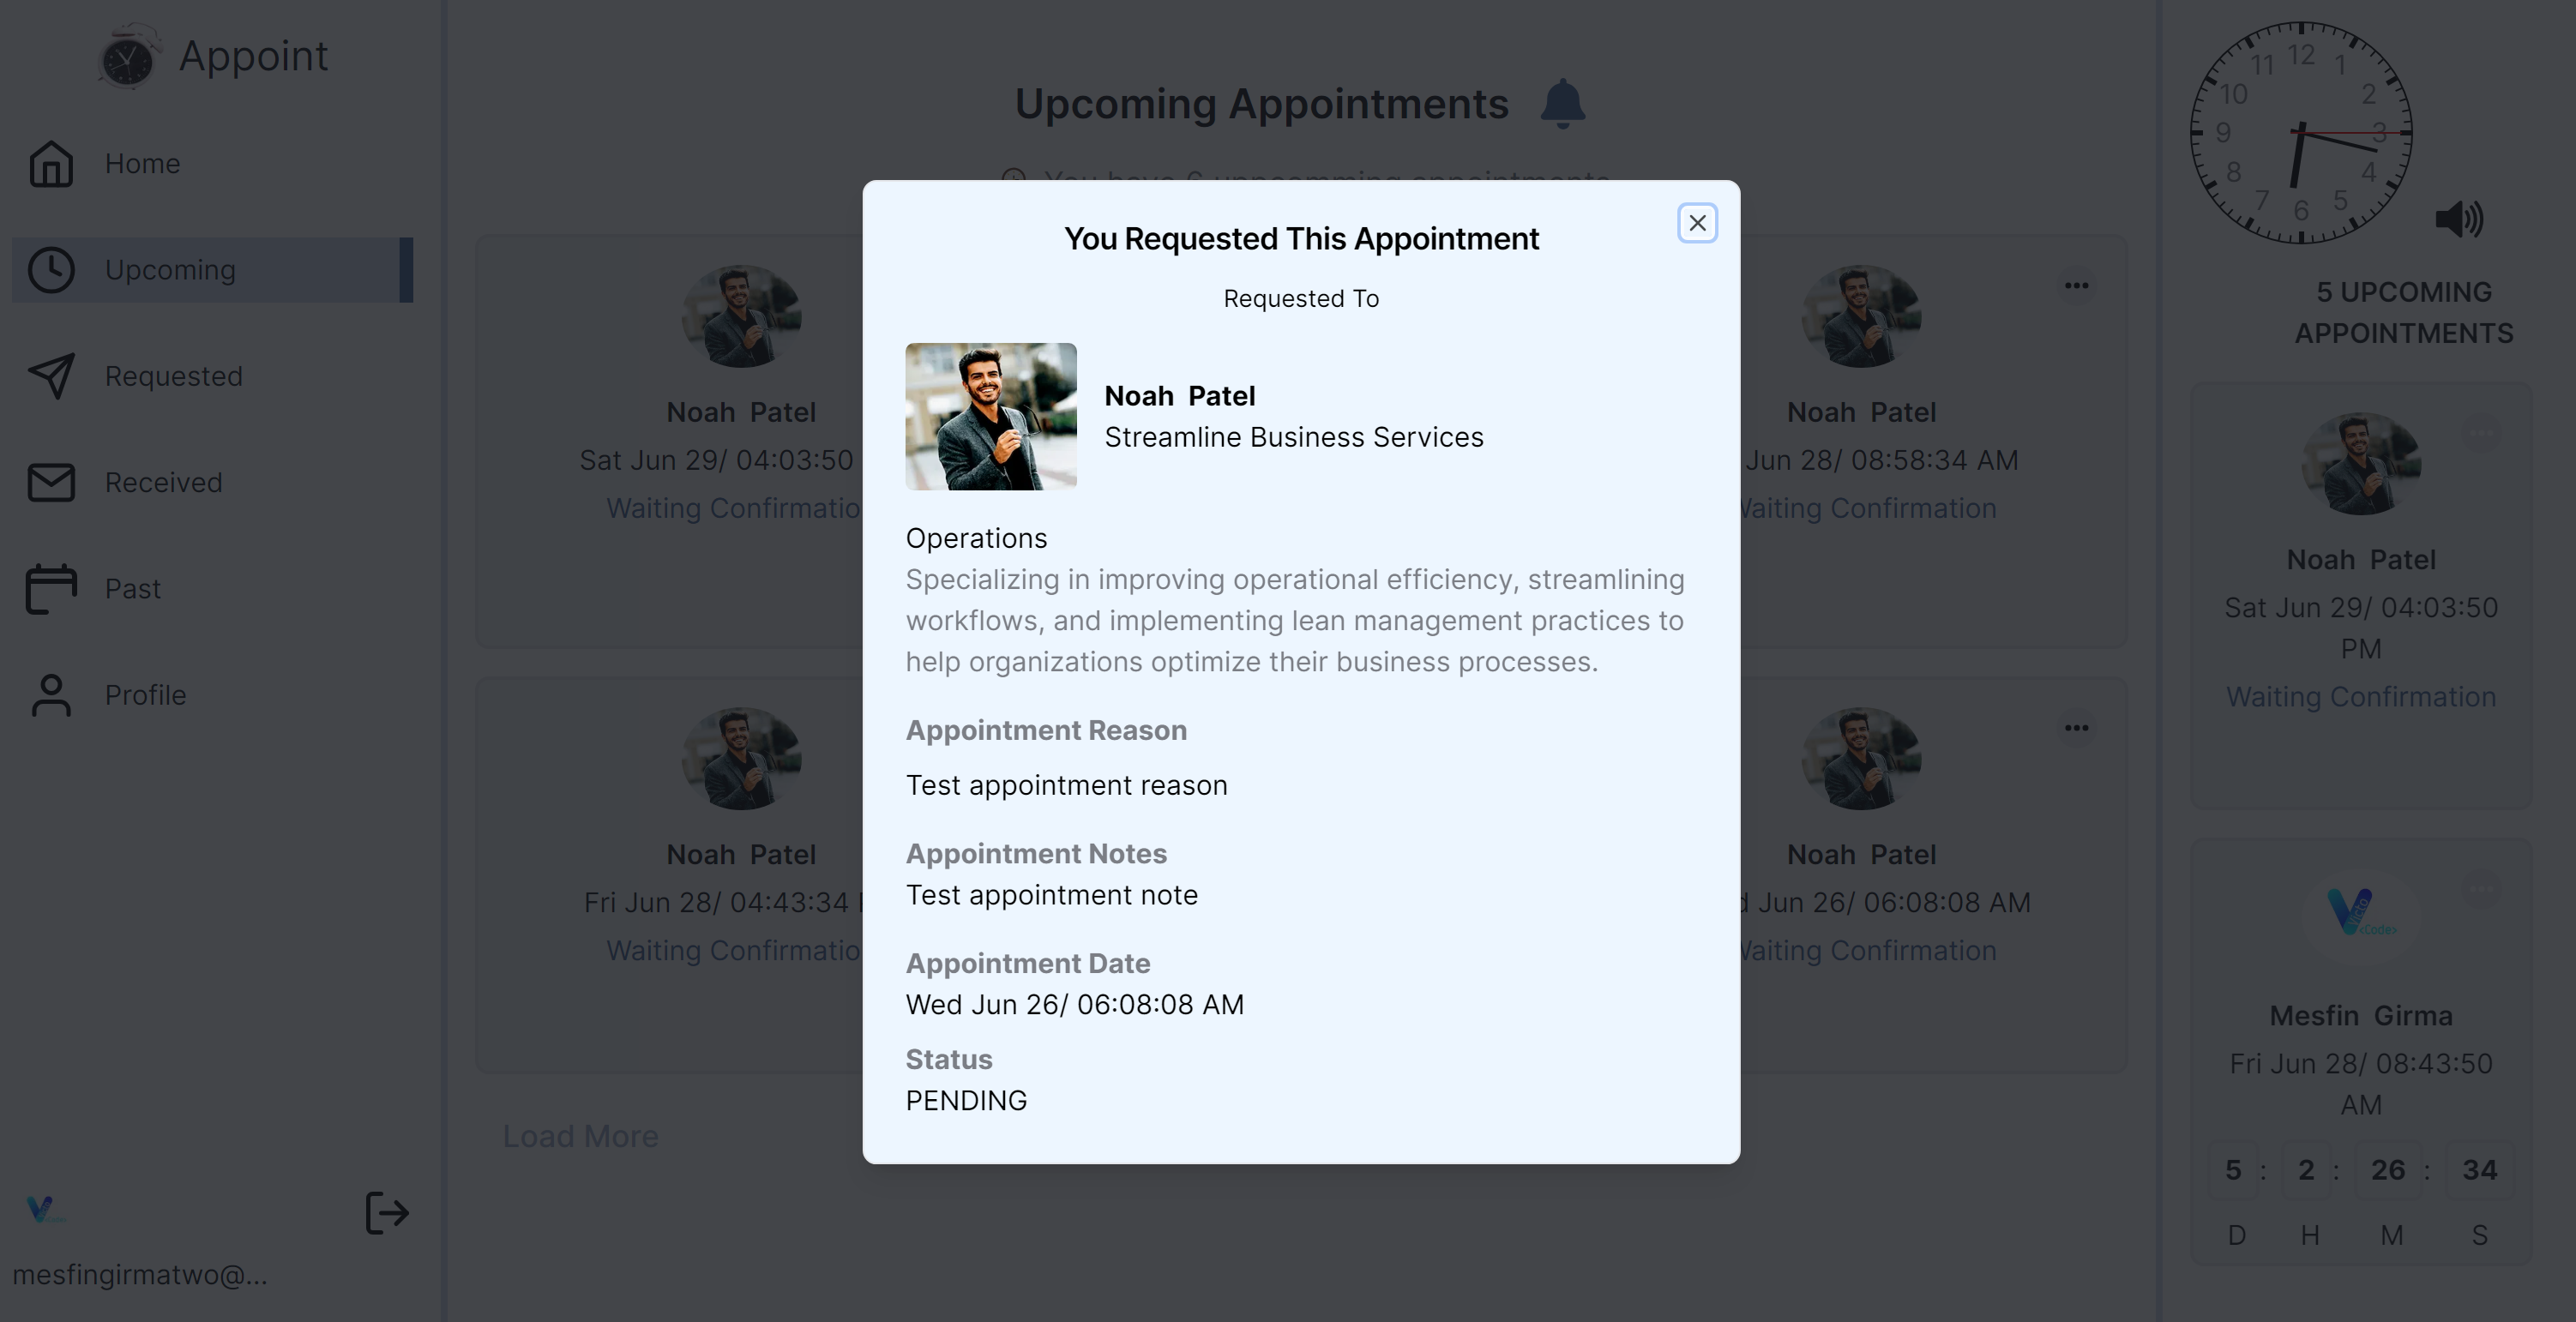 Appoint
Home
Upcoming
Requested
Received
Past
Profile
mesfingirmatwo@...
Upcoming Appointments
Noah Patel
Sat Jun 29/ 04:03:50
Waiting
Noah Patel
Jun 28/ 08:58:34 AM
Confirmation
Noah Patel
Fri Jun 28/ 04:43:34
Waiting
Noah Patel
Jun 26/ 06:08:08 AM
Confirmation
Load More
You Requested This Appointment
Requested To
Noah Patel
Streamline Business Services
Operations
Specializing in improving operational efficiency, streamlining
workflows, and implementing lean management practices to
help organizations optimize their business processes.
Appointment Reason
Test appointment reason
Appointment Notes
Test appointment note
Appointment Date
Wed Jun 26/ 06:08:08 AM
Status
PENDING
12
1
2
3
4
5
6
7
8
9
10
11
5 UPCOMING
APPOINTMENTS
Noah Patel
Sat Jun 29/ 04:03:50
PM
Waiting Confirmation
Victo
<Code>
Mesfin Girma
Fri Jun 28/ 08:43:50
AM
5 : 2 : 26 : 34
D H M S